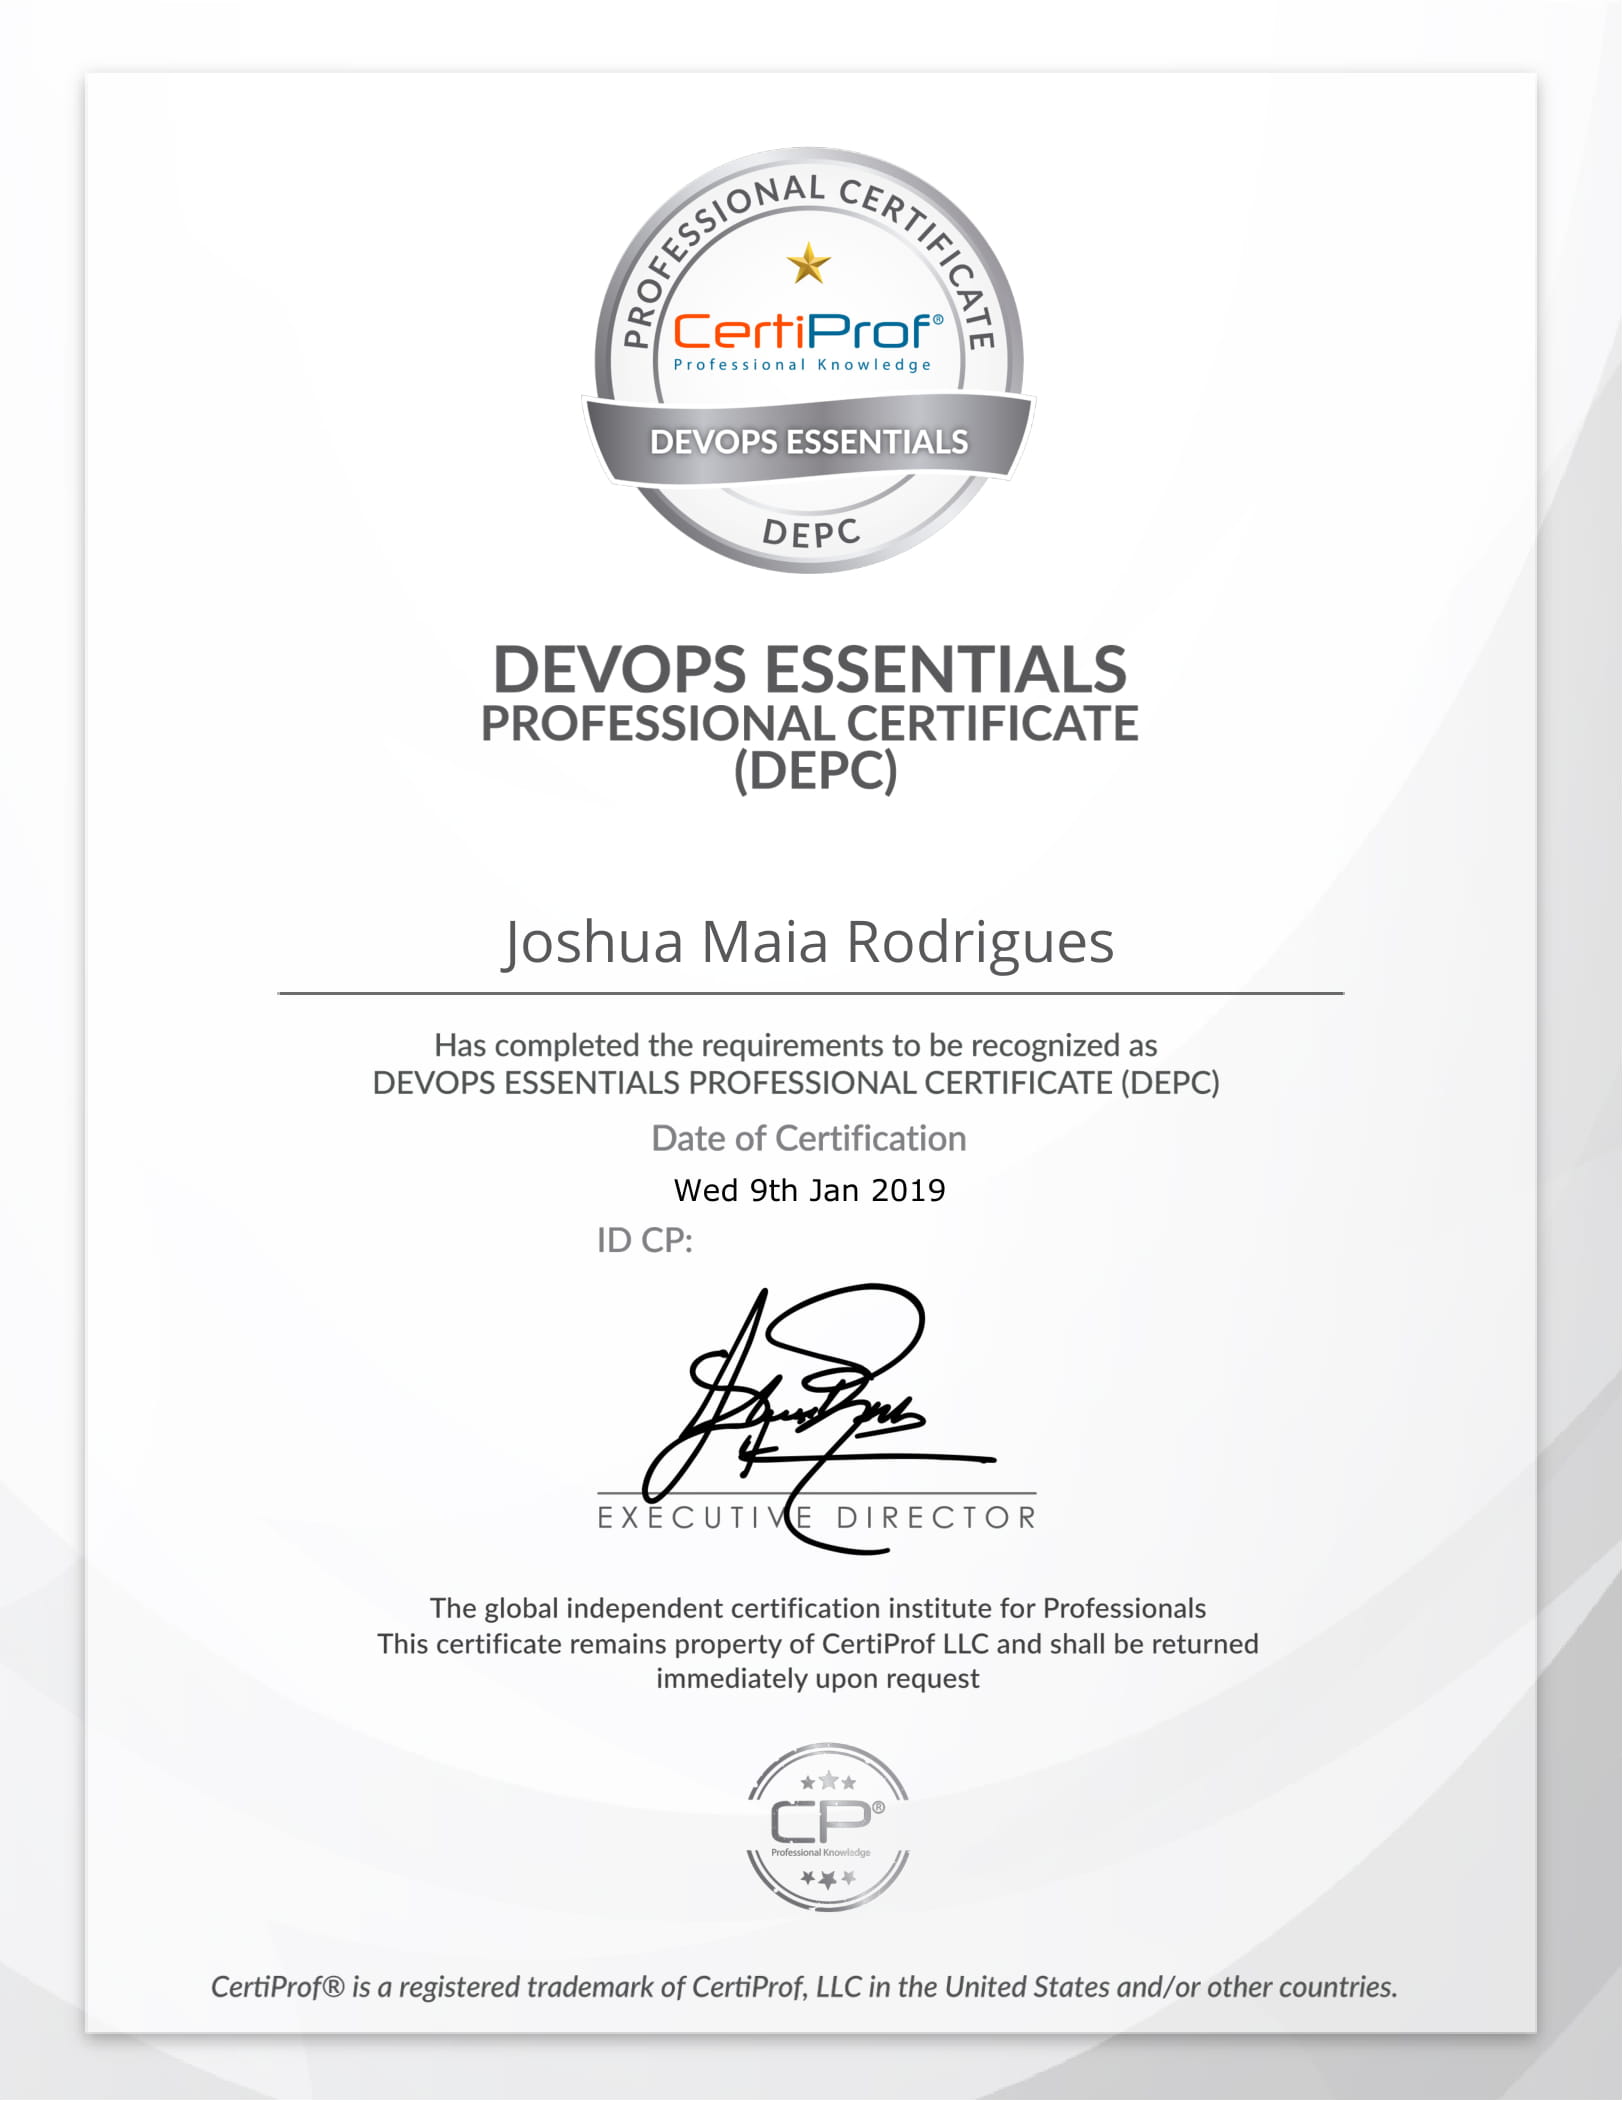 PROFESSIONAL CERTIFICATE
CertiProf®
Professional Knowledge
DEVOPS ESSENTIALS
DEPC
DEVOPS ESSENTIALS
PROFESSIONAL CERTIFICATE
(DEPC)
Joshua Maia Rodrigues
Has completed the requirements to be recognized as
DEVOPS ESSENTIALS PROFESSIONAL CERTIFICATE (DEPC)
Date of Certification
Wed 9th Jan 2019
ID CP:
EXECUTIVE DIRECTOR
The global independent certification institute for Professionals
This certificate remains property of CertiProf LLC and shall be returned
immediately upon request
CP®
Professional Knowledge
CertiProf® is a registered trademark of CertiProf, LLC in the United States and/or other countries.